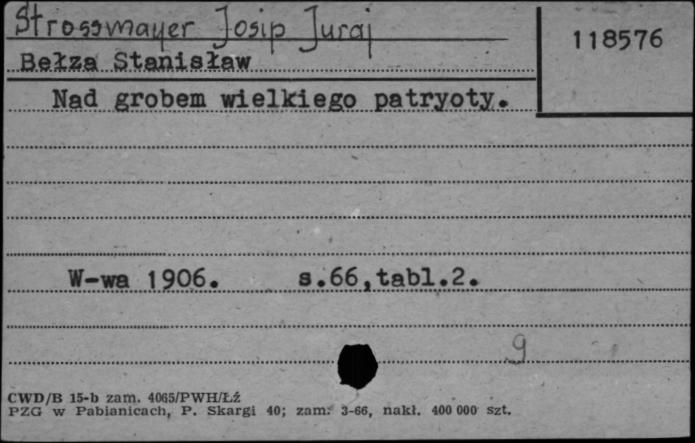 Strossmayer Josip Juraj
118576
Bełza Stanisław
Nad grobem wielkiego patryoty.
W-wa 1906. s.66,tabl.2.
9
CWD/B 15-b zam. 4065/PWH/Łź
PZG w Pabianicach, P. Skargi 40; zam. 3-66, nakł. 400 000 szt.